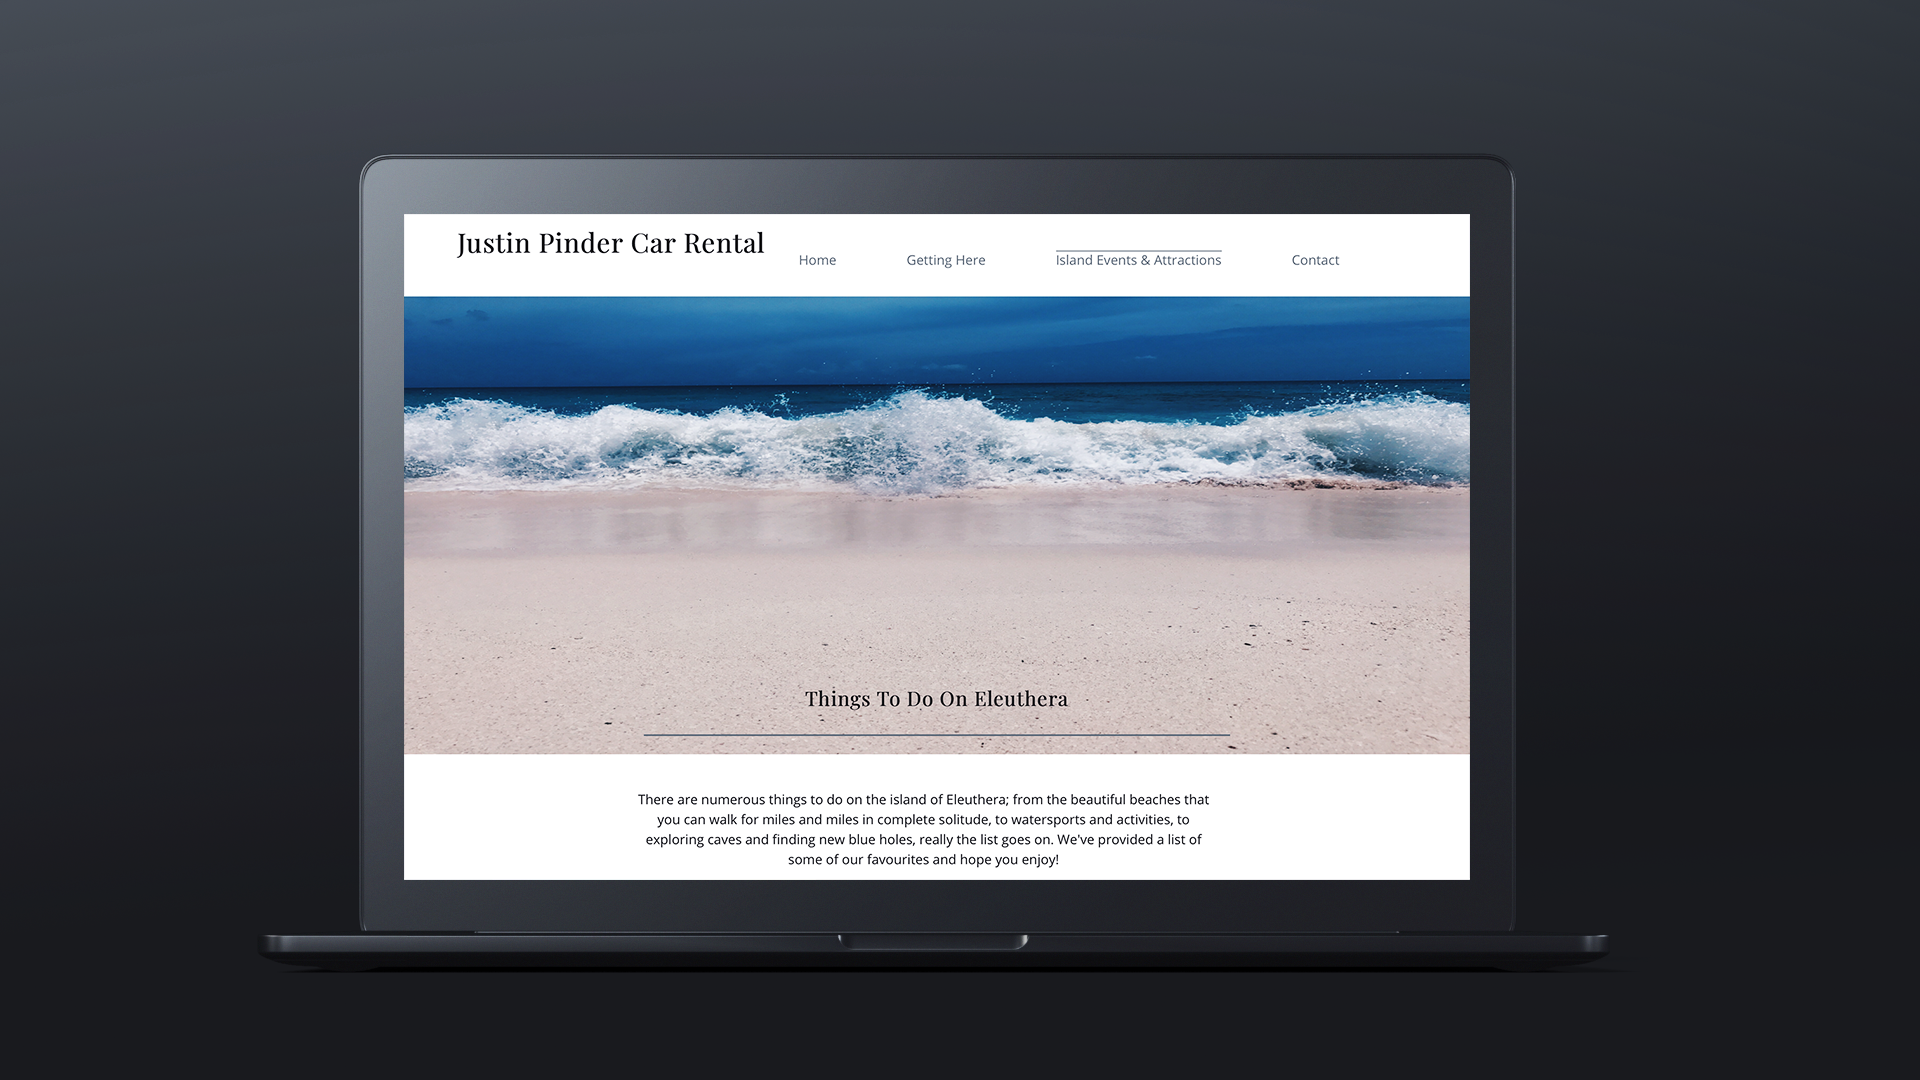 Justin Pinder Car Rental
Home
Getting Here
Island Events & Attractions
Contact
Things To Do On Eleuthera
There are numerous things to do on the island of Eleuthera; from the beautiful beaches that
you can walk for miles and miles in complete solitude, to watersports and activities, to
exploring caves and finding new blue holes, really the list goes on. We've provided a list of
some of our favourites and hope you enjoy!